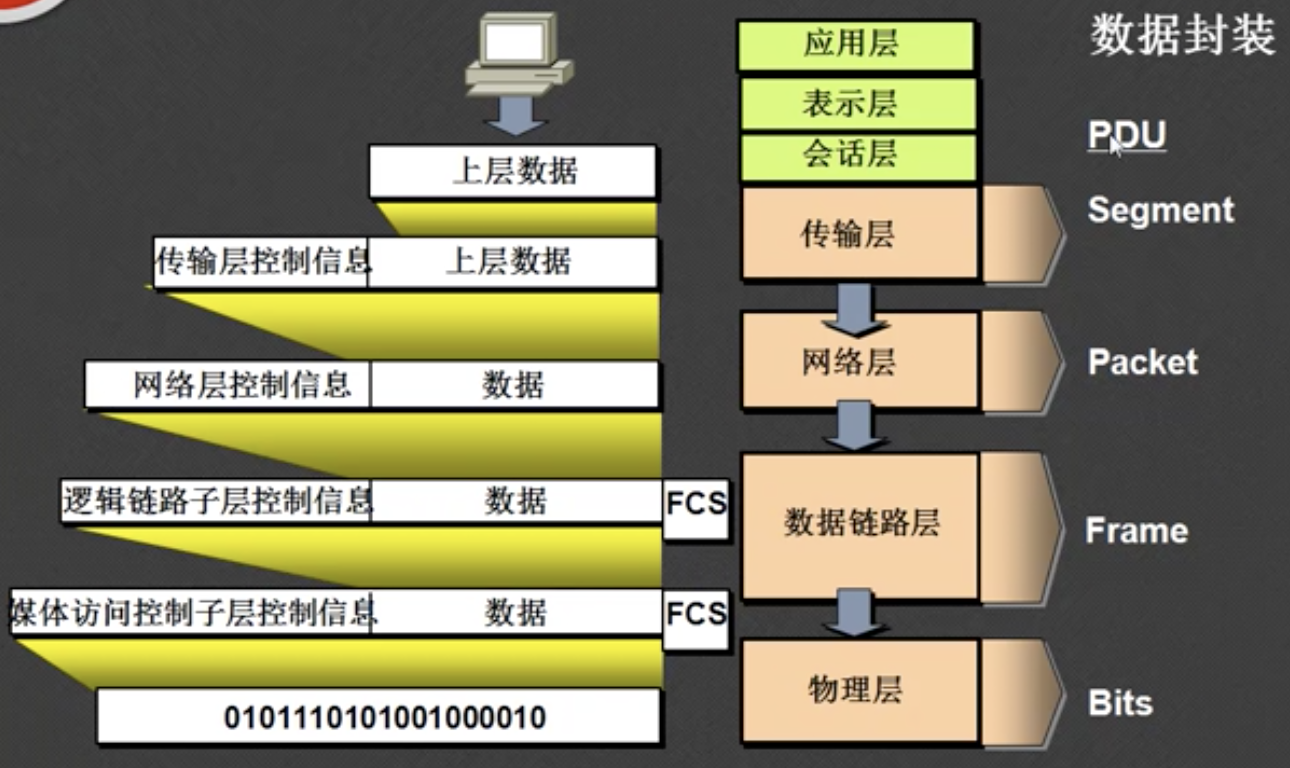 数据封装
应用层
表示层
PDU
会话层
上层数据
Segment
传输层
传输层控制信息 上层数据
网络层
Packet
网络层控制信息 数据
逻辑链路子层控制信息 数据 FCS
数据链路层
Frame
媒体访问控制子层控制信息 数据 FCS
物理层
Bits
0101110101001000010